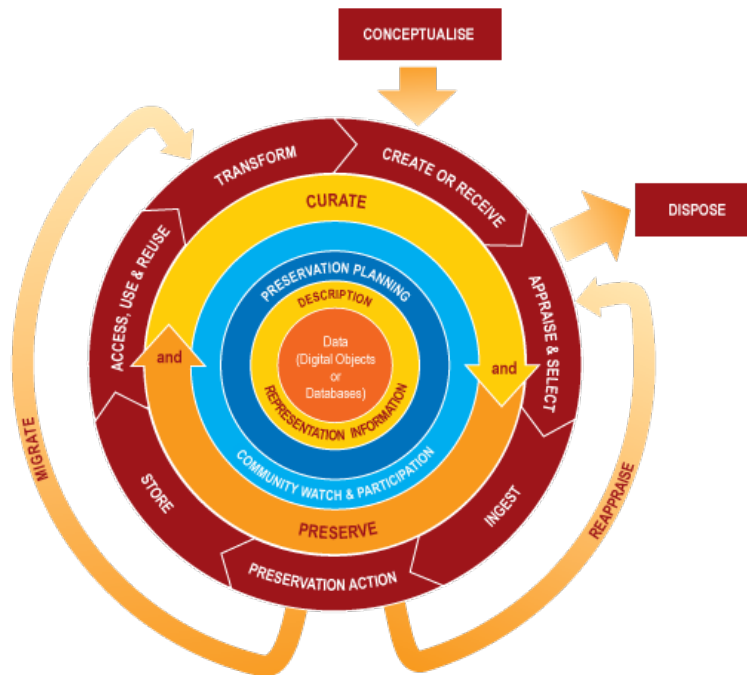 CONCEPTUALISE
CREATE OR RECEIVE
DISPOSE
APPRAISE & SELECT
INGEST
PRESERVATION ACTION
STORE
ACCESS, USE & REUSE
TRANSFORM
MIGRATE
REAPPRAISE
CURATE
and
PRESERVE
and
COMMUNITY WATCH & PARTICIPATION
PRESERVATION PLANNING
DESCRIPTION
REPRESENTATION INFORMATION
Data
(Digital Objects
or
Databases)